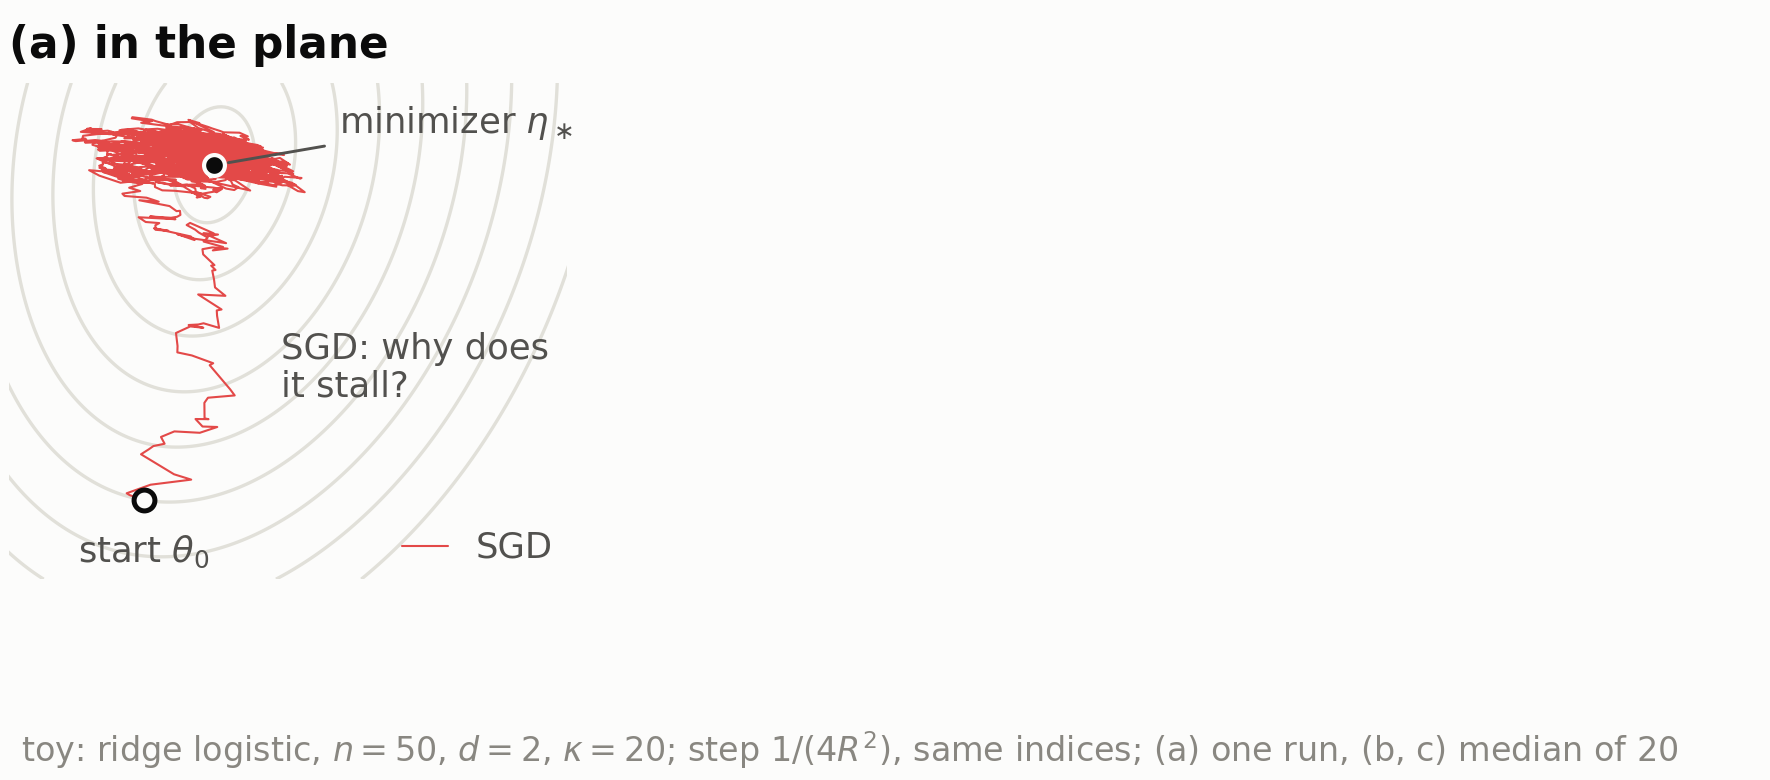 (a) in the plane
minimizer η∗
SGD: why does
it stall?
start θ₀
SGD
toy: ridge logistic, n = 50, d = 2, κ = 20; step 1/(4R²), same indices; (a) one run, (b, c) median of 20